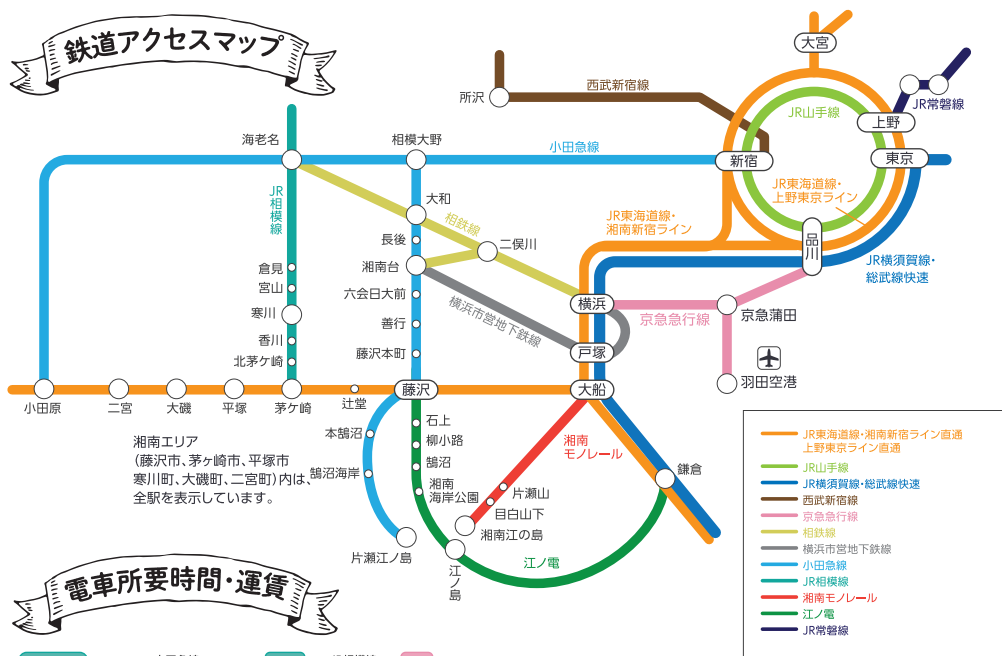 鉄道アクセスマップ
大宮
JR常磐線
西武新宿線
所沢
JR山手線
上野
海老名
相模大野
小田急線
新宿
東京
JR東海道線・
上野東京ライン
JR相模線
大和
相鉄線
JR東海道線・
湘南新宿ライン
長後
二俣川
品川
湘南台
JR横須賀線・
総武線快速
倉見
宮山
六会日大前
横浜
寒川
善行
横浜市営地下鉄線
京急急行線
京急蒲田
香川
藤沢本町
戸塚
北茅ケ崎
羽田空港
小田原
二宮
大磯
平塚
茅ケ崎
辻堂
藤沢
大船
湘南エリア
(藤沢市、茅ヶ崎市、平塚市
寒川町、大磯町、二宮町)内は、
全駅を表示しています。
本鵠沼
石上
柳小路
鵠沼
鵠沼海岸
湘南
海岸公園
湘南
モノレール
鎌倉
片瀬山
目白山下
湘南江の島
片瀬江ノ島
江ノ島
江ノ電
JR東海道線・湘南新宿ライン直通
上野東京ライン直通
JR山手線
JR横須賀線・総武線快速
西武新宿線
京急急行線
相鉄線
横浜市営地下鉄線
小田急線
JR相模線
湘南モノレール
江ノ電
JR常磐線
電車所要時間・運賃